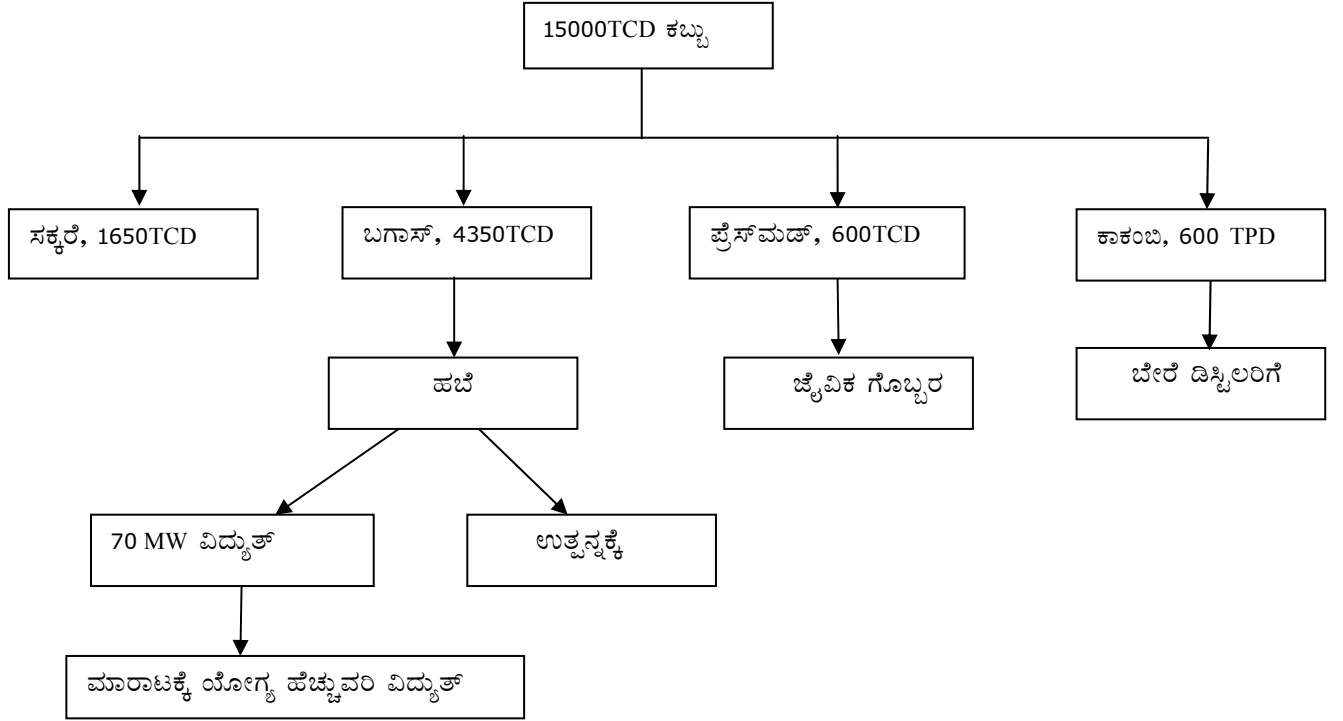 15000TCD ಕಬ್ಬು
ಸಕ್ಕರೆ, 1650TCD
ಬಗಾಸ್, 4350TCD
ಪ್ರೆಸ್‌ಮಡ್, 600TCD
ಕಾಕಂಬಿ, 600 TPD
ಹಬೆ
ಜೈವಿಕ ಗೊಬ್ಬರ
ಬೇರೆ ಡಿಸ್ಟಿಲರಿಗೆ
70 MW ವಿದ್ಯುತ್
ಉತ್ಪನ್ನಕ್ಕೆ
ಮಾರಾಟಕ್ಕೆ ಯೋಗ್ಯ ಹೆಚ್ಚುವರಿ ವಿದ್ಯುತ್